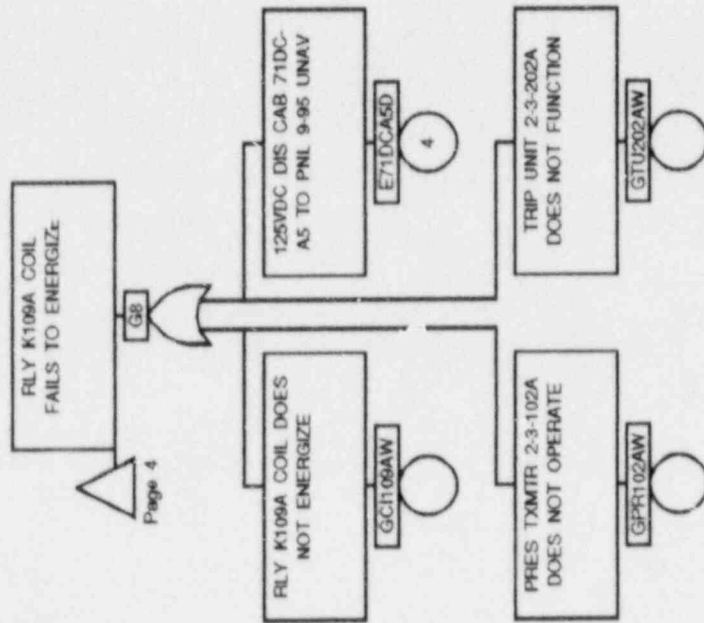 RLY K109A COIL
FAILS TO ENERGIZE
Page 4
G8
RLY K109A COIL DOES
NOT ENERGIZE
GCI109AW
125VDC DIS CAB 71DC-
A5 TO PNL 9-95 UNAV
E71DCA5D
4
PRES TXMTR 2-3-102A
DOES NOT OPERATE
GPR102AW
TRIP UNIT 2-3-202A
DOES NOT FUNCTION
GTU202AW